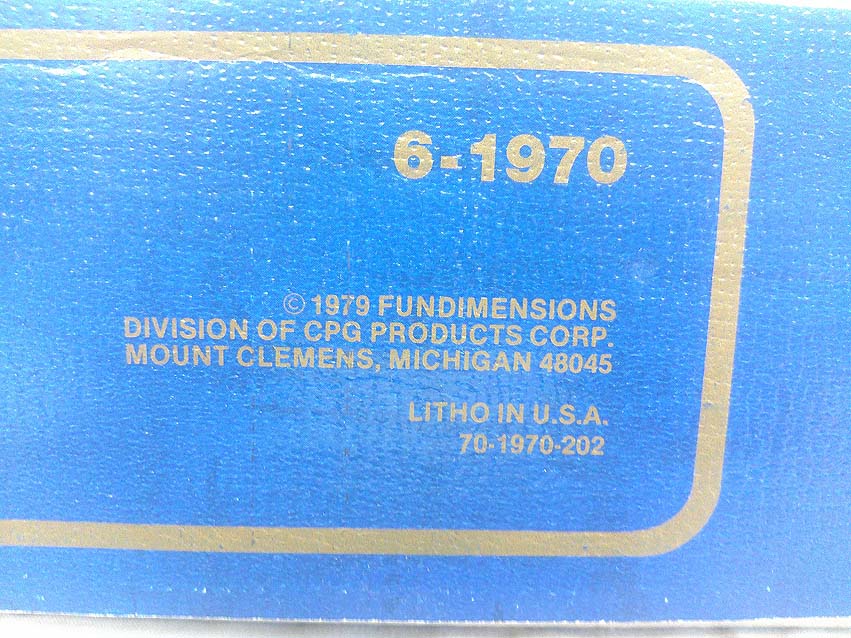 6-1970
© 1979 FUNDIMENSIONS
DIVISION OF CPG PRODUCTS CORP.
MOUNT CLEMENS, MICHIGAN 48045
LITHO IN U.S.A.
70-1970-202